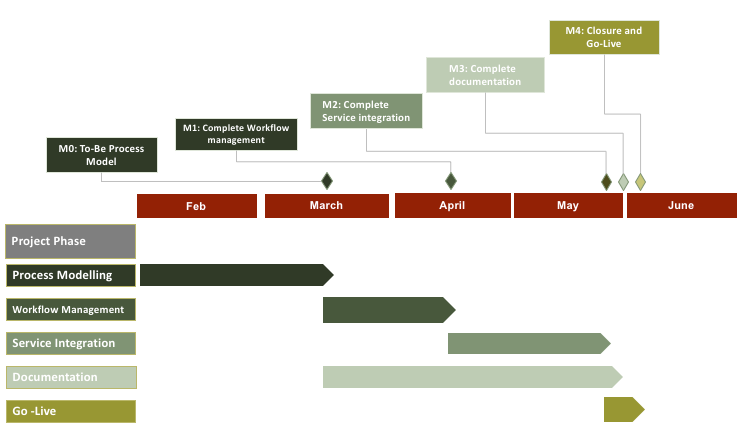 M4: Closure and
Go-Live
M3: Complete
documentation
M2: Complete
Service integration
M1: Complete Workflow
management
M0: To-Be Process
Model
Feb
March
April
May
June
Project Phase
Process Modelling
Workflow Management
Service Integration
Documentation
Go -Live